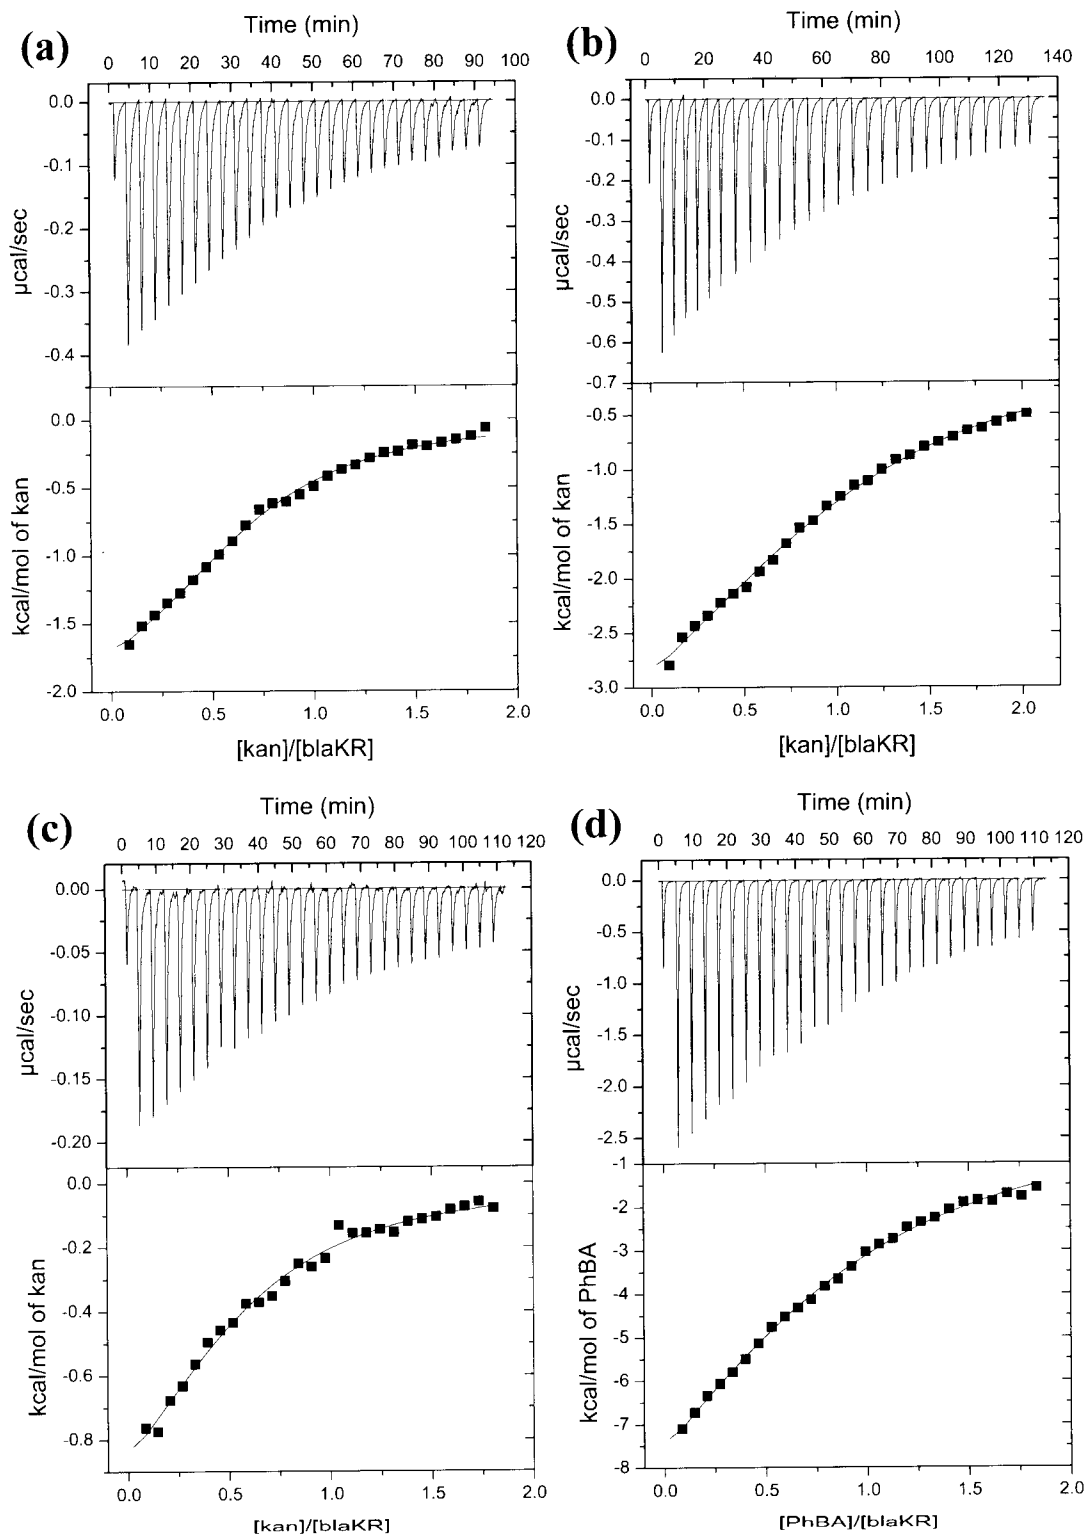 (a)
Time (min)
0 10 20 30 40 50 60 70 80 90 100
0.0
-0.1
-0.2
-0.3
-0.4
µcal/sec
0.0
-0.5
-1.0
-1.5
-2.0
kcal/mol of kan
0.0 0.5 1.0 1.5 2.0
[kan]/[blaKR]
(b)
Time (min)
0 20 40 60 80 100 120 140
0.0
-0.1
-0.2
-0.3
-0.4
-0.5
-0.6
-0.7
µcal/sec
-0.5
-1.0
-1.5
-2.0
-2.5
-3.0
kcal/mol of kan
0.0 0.5 1.0 1.5 2.0
[kan]/[blaKR]
(c)
Time (min)
0 10 20 30 40 50 60 70 80 90 100 110 120
0.00
-0.05
-0.10
-0.15
-0.20
µcal/sec
0.0
-0.2
-0.4
-0.6
-0.8
kcal/mol of kan
0.0 0.5 1.0 1.5 2.0
[kan]/[blaKR]
(d)
Time (min)
0 10 20 30 40 50 60 70 80 90 100 110 120
0.0
-0.5
-1.0
-1.5
-2.0
-2.5
µcal/sec
-1
-2
-3
-4
-5
-6
-7
-8
kcal/mol of PhBA
0.0 0.5 1.0 1.5 2.0
[PhBA]/[blaKR]